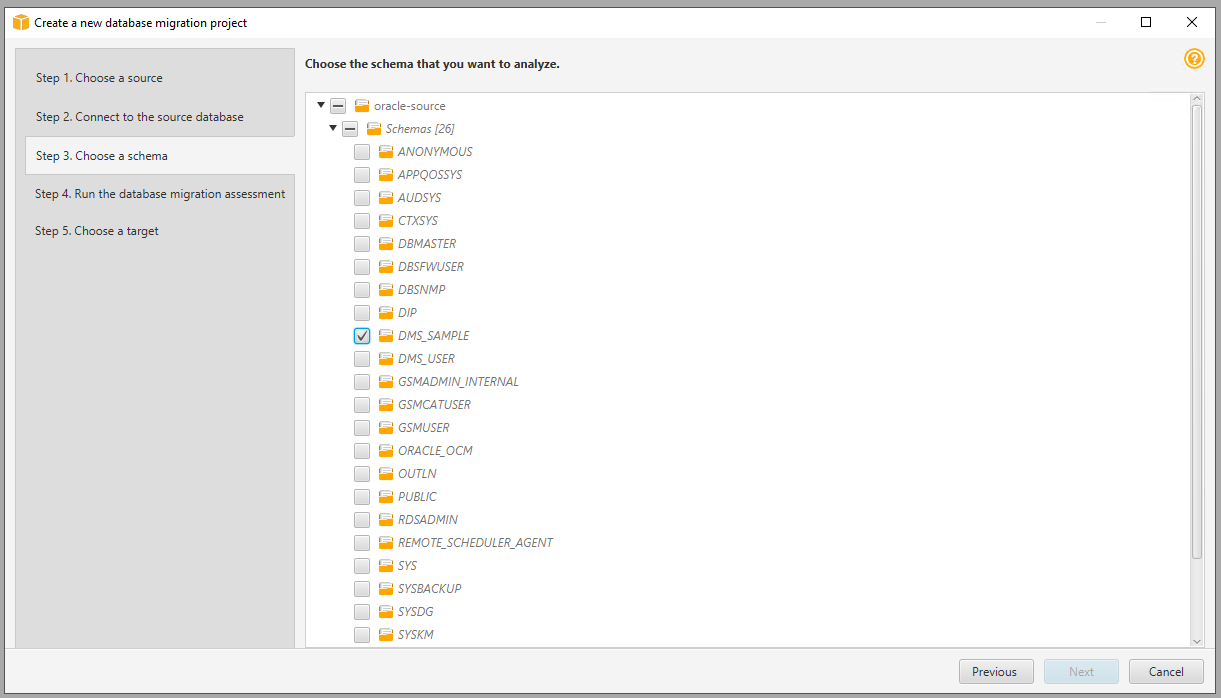 Create a new database migration project
Step 1. Choose a source
Step 2. Connect to the source database
Step 3. Choose a schema
Step 4. Run the database migration assessment
Step 5. Choose a target
Choose the schema that you want to analyze.
?
oracle-source
Schemas [26]
ANONYMOUS
APPQOSSYS
AUDSYS
CTXSYS
DBMASTER
DBSFWUSER
DBSNMP
DIP
DMS_SAMPLE
DMS_USER
GSMADMIN_INTERNAL
GSMCATUSER
GSMUSER
ORACLE_OCM
OUTLN
PUBLIC
RDSADMIN
REMOTE_SCHEDULER_AGENT
SYS
SYSBACKUP
SYSDG
SYSKM
Previous
Next
Cancel